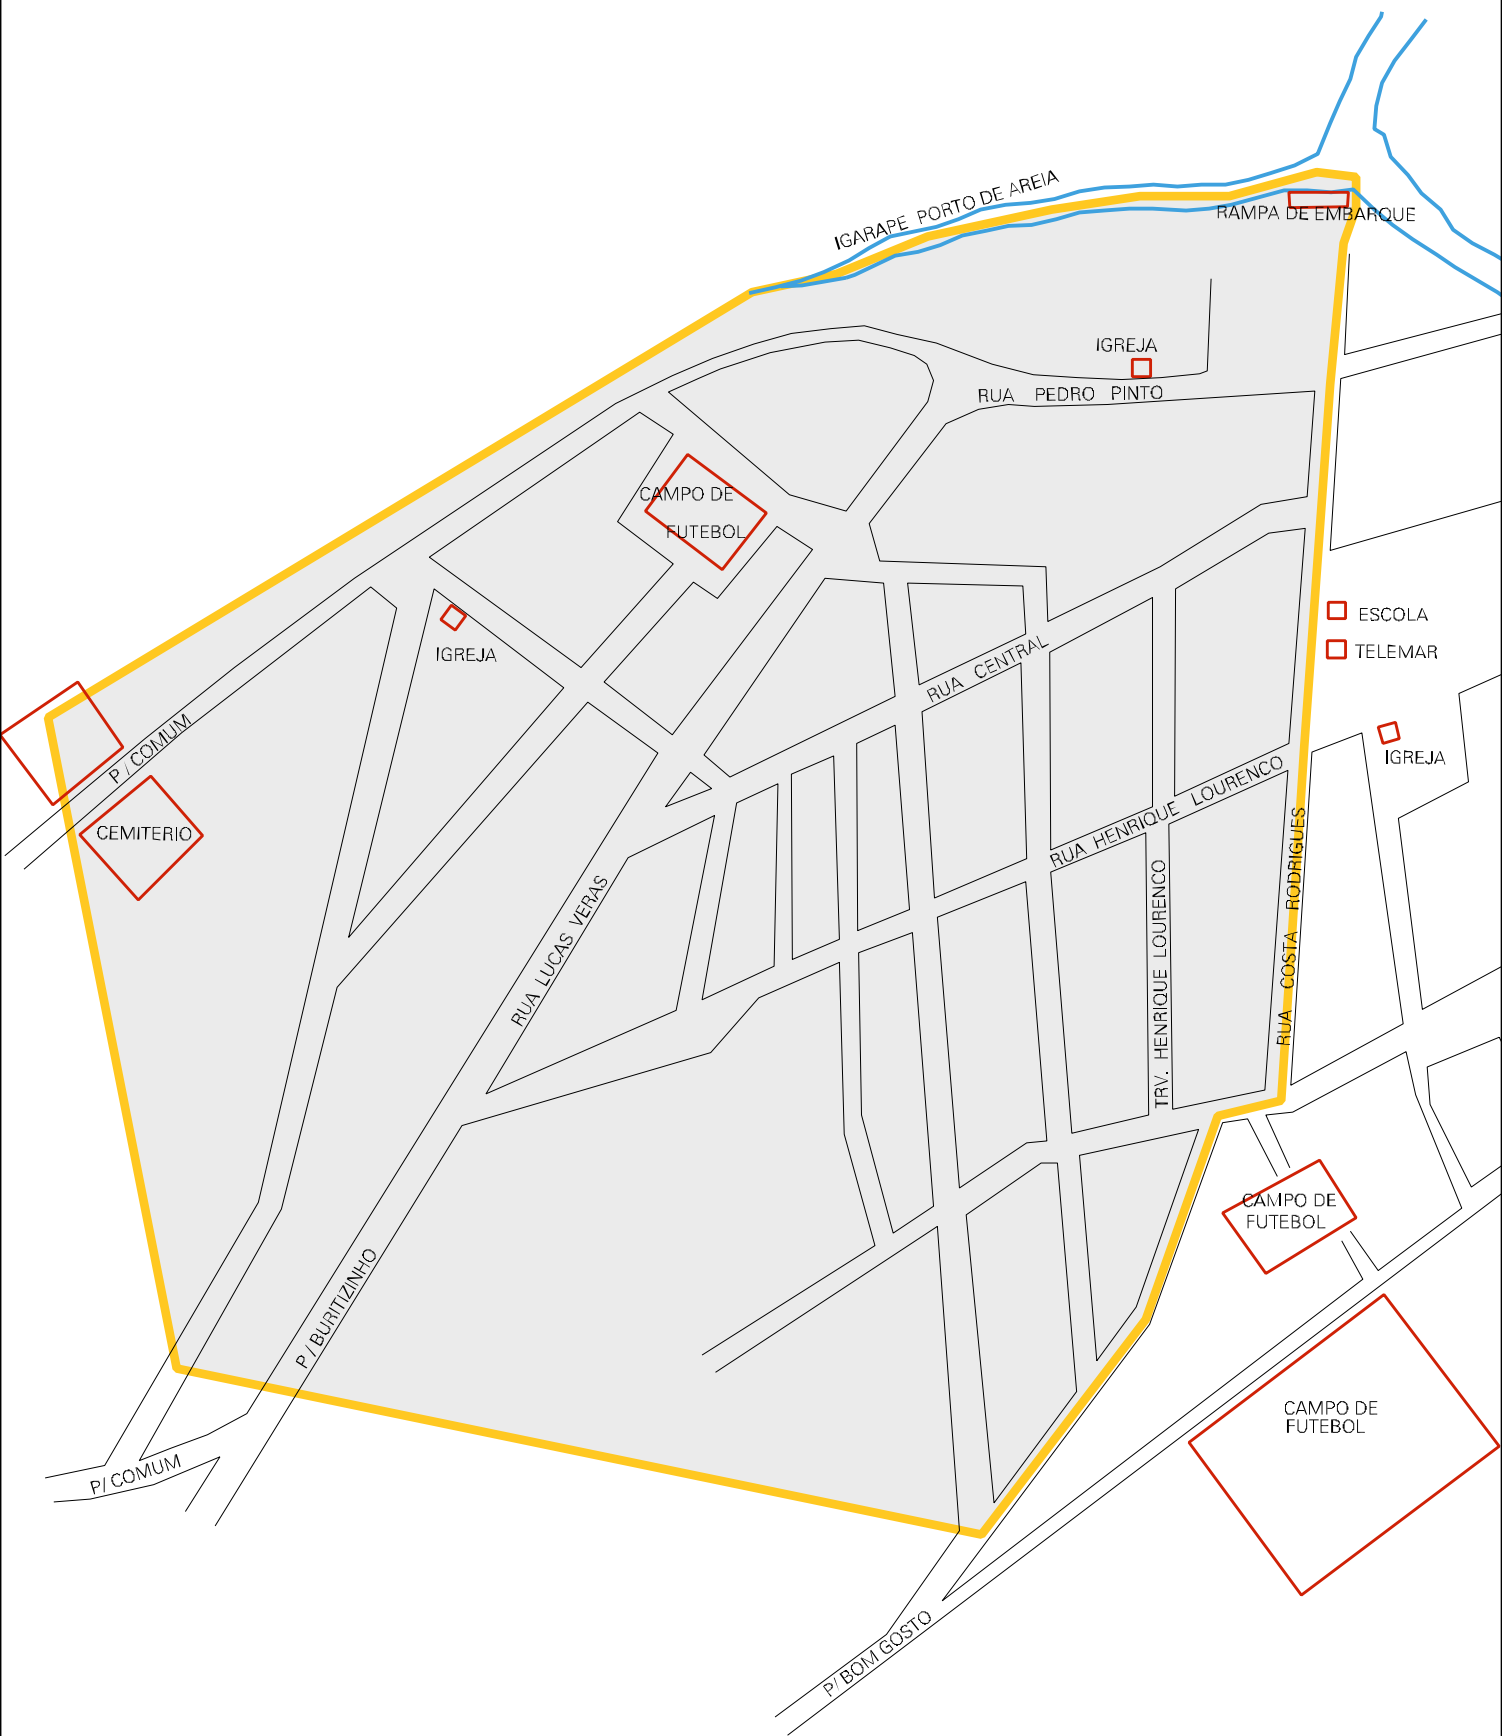 IGARAPE PORTO DE AREIA
RAMPA DE EMBARQUE
IGREJA
RUA PEDRO PINTO
CAMPO DE
FUTEBOL
ESCOLA
IGREJA
TELEMAR
RUA CENTRAL
P / COMUM
IGREJA
RUA HENRIQUE LOURENCO
CEMITERIO
RUA COSTA RODRIGUES
TRV. HENRIQUE LOURENCO
RUA LUCAS VERAS
CAMPO DE
FUTEBOL
P / BURITIZINHO
CAMPO DE
FUTEBOL
P/ COMUM
P/ BOM GOSTO